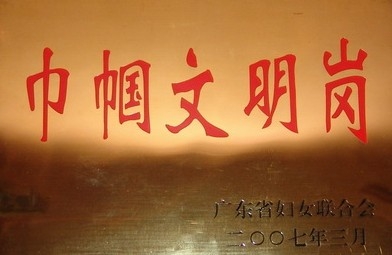 巾帼文明岗
广东省妇女联合会
二〇〇七年三月